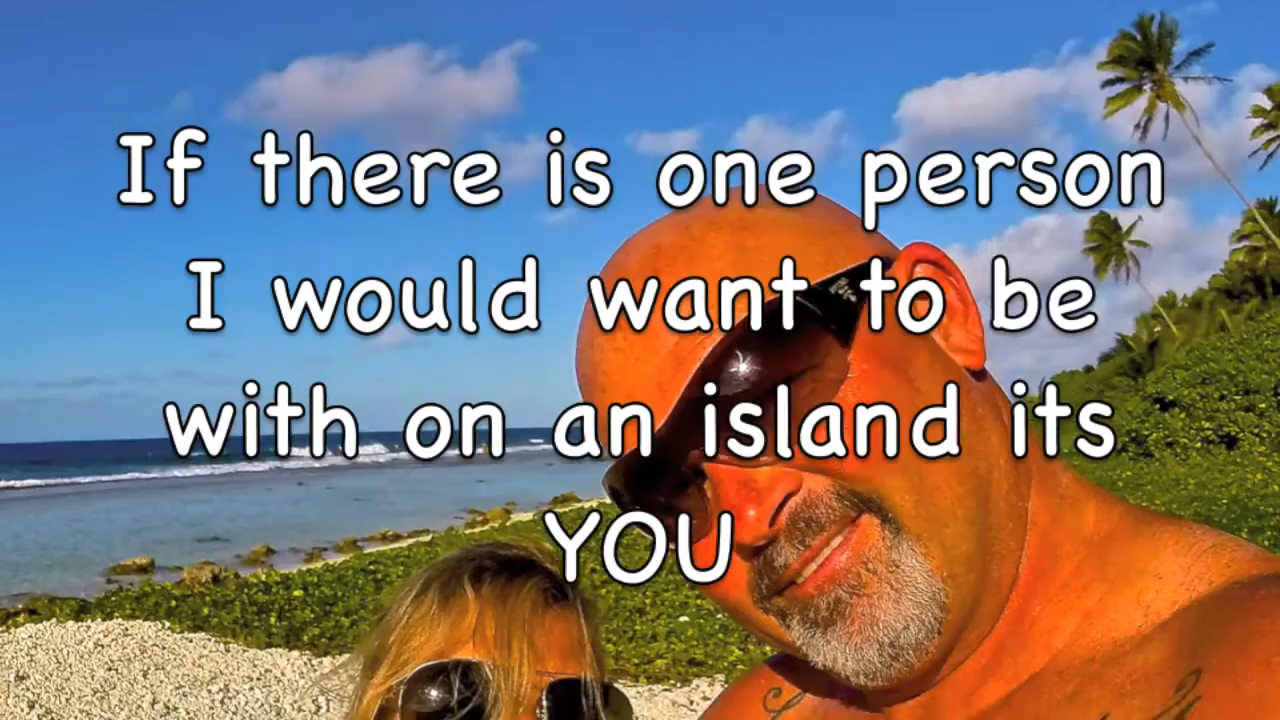 If there is one person
I would want to be
with on an island its
YOU